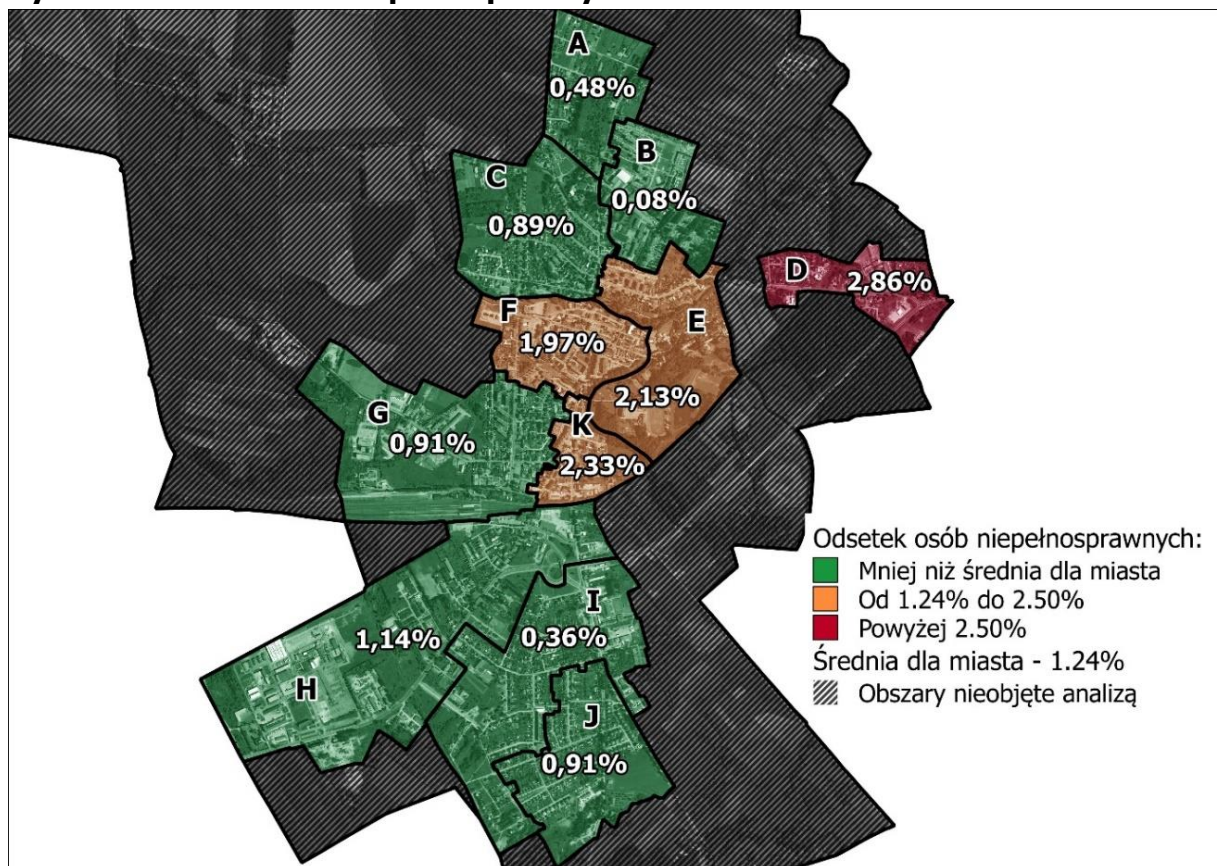 A
0,48%
B
0,08%
C
0,89%
D
2,86%
F
1,97%
E
2,13%
G
0,91%
K
2,33%
Odsetek osób niepełnosprawnych:
Mniej niż średnia dla miasta
Od 1.24% do 2.50%
Powyżej 2.50%
Średnia dla miasta - 1.24%
Obszary nieobjęte analizą
I
0,36%
1,14%
H
J
0,91%